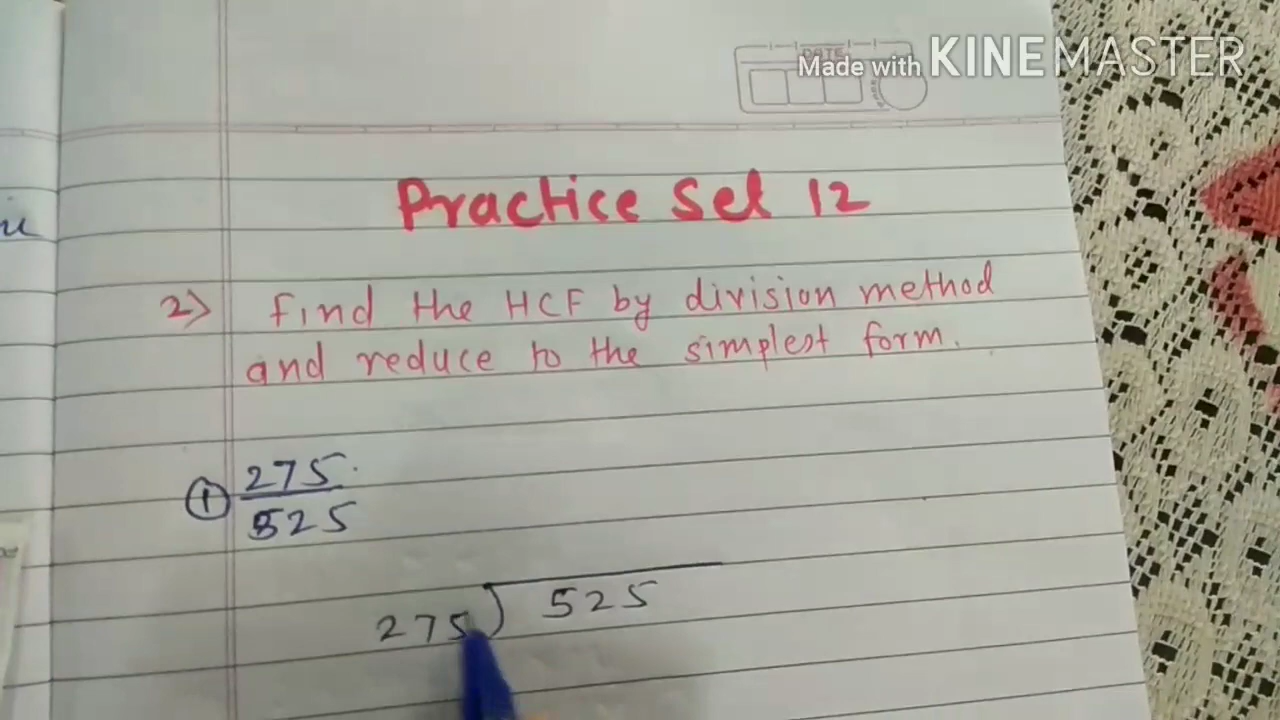 DATE
Made with KINEMASTER
Practice Set 12
2) Find the HCF by division method
and reduce to the simplest form.
① 275
525
275) 525